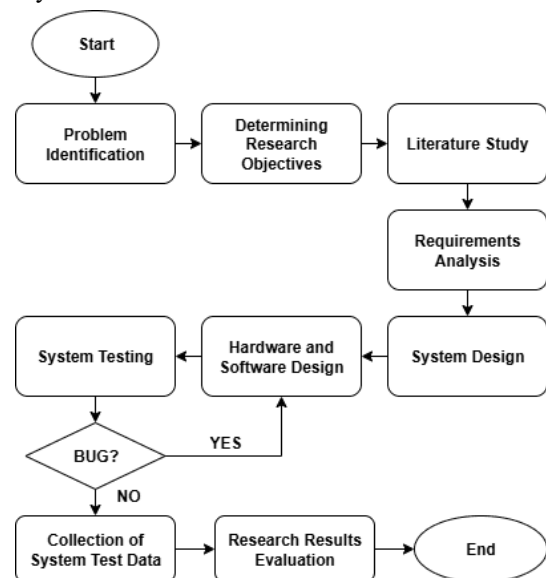 Start
Problem
Identification
Determining
Research
Objectives
Literature Study
Requirements
Analysis
System Design
Hardware and
Software Design
System Testing
BUG?
YES
NO
Collection of
System Test Data
Research Results
Evaluation
End